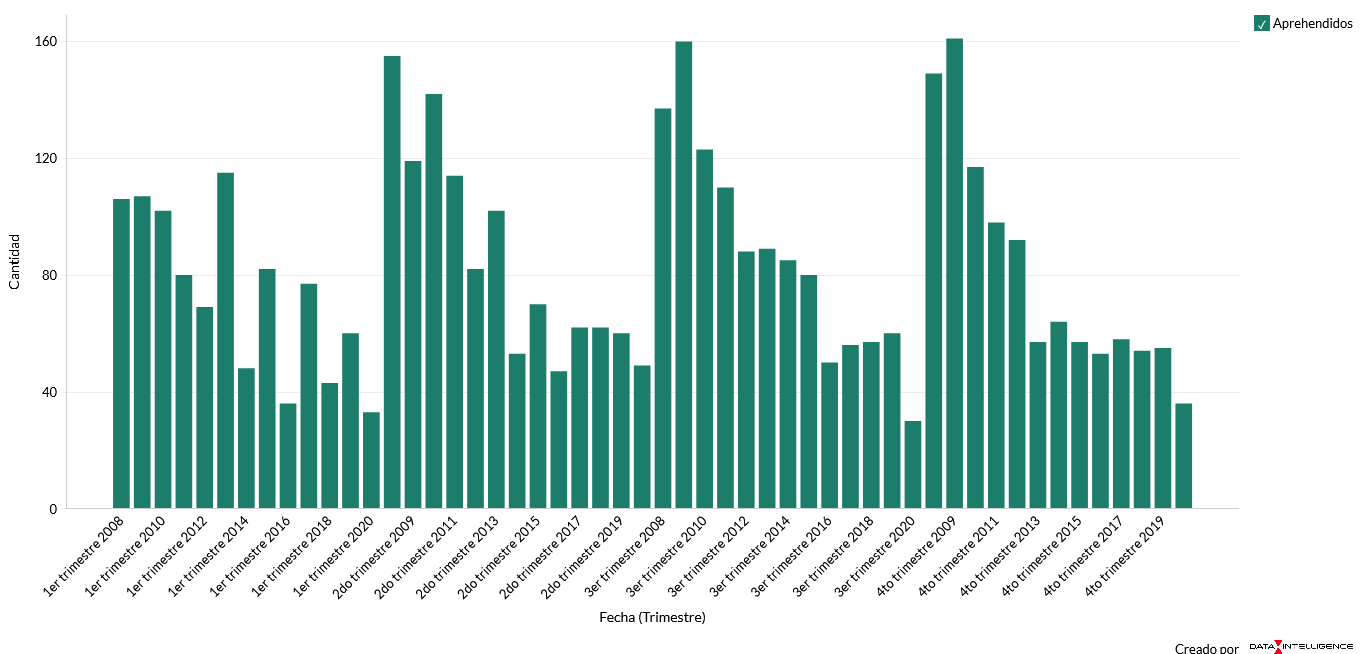 ✓ Aprehendidos
160
120
80
40
0
Cantidad
1er trimestre 2008
1er trimestre 2010
1er trimestre 2012
1er trimestre 2014
1er trimestre 2016
1er trimestre 2018
1er trimestre 2020
2do trimestre 2009
2do trimestre 2011
2do trimestre 2013
2do trimestre 2015
2do trimestre 2017
2do trimestre 2019
3er trimestre 2008
3er trimestre 2010
3er trimestre 2012
3er trimestre 2014
3er trimestre 2016
3er trimestre 2018
3er trimestre 2020
4to trimestre 2009
4to trimestre 2011
4to trimestre 2013
4to trimestre 2015
4to trimestre 2017
4to trimestre 2019
Fecha (Trimestre)
Creado por DATA INTELLIGENCE